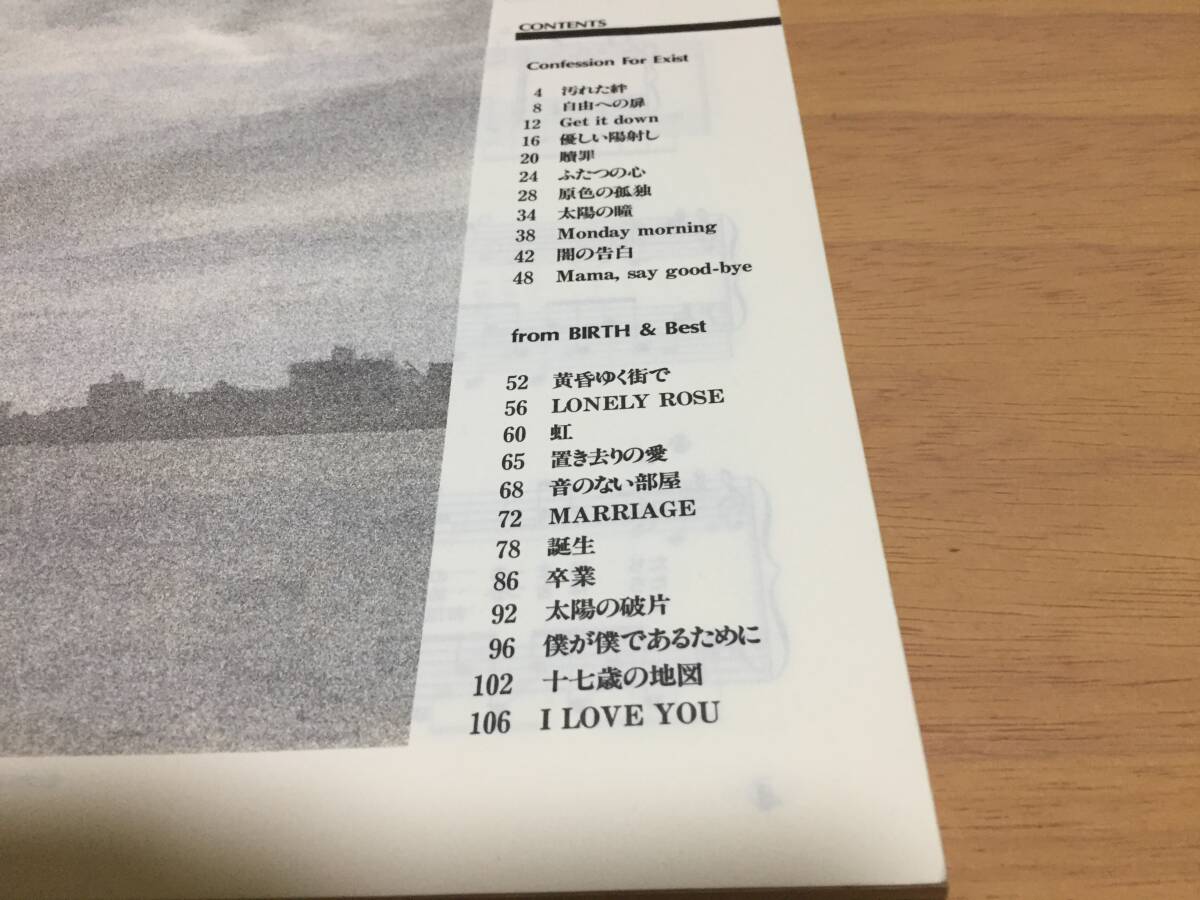 CONTENTS
Confession For Exist
4 汚れた絆
8 自由への扉
12 Get it down
16 優しい陽射し
20 贖罪
24 ふたつの心
28 原色の孤独
34 太陽の瞳
38 Monday morning
42 闇の告白
48 Mama, say good-bye
from BIRTH & Best
52 黄昏ゆく街で
56 LONELY ROSE
60 虹
65 置き去りの愛
68 音のない部屋
72 MARRIAGE
78 誕生
86 卒業
92 太陽の破片
96 僕が僕であるために
102 十七歳の地図
106 I LOVE YOU